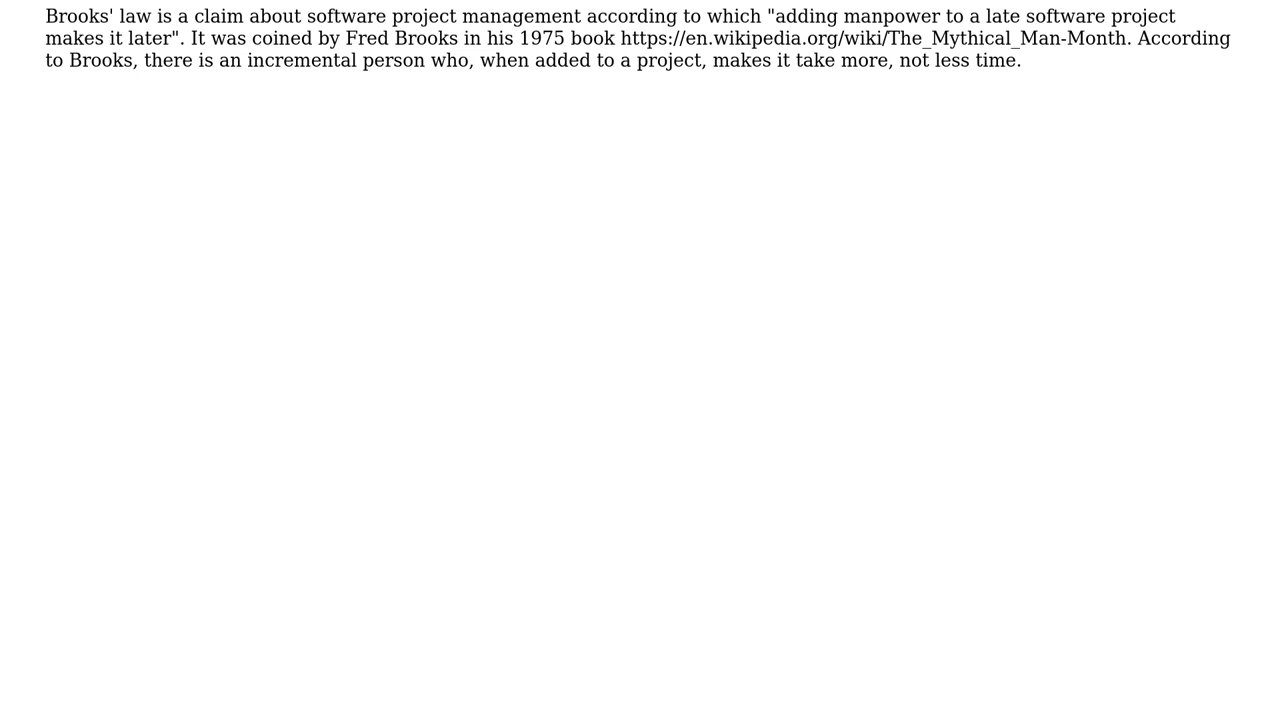 Brooks' law is a claim about software project management according to which "adding manpower to a late software project
makes it later". It was coined by Fred Brooks in his 1975 book https://en.wikipedia.org/wiki/The_Mythical_Man-Month. According
to Brooks, there is an incremental person who, when added to a project, makes it take more, not less time.